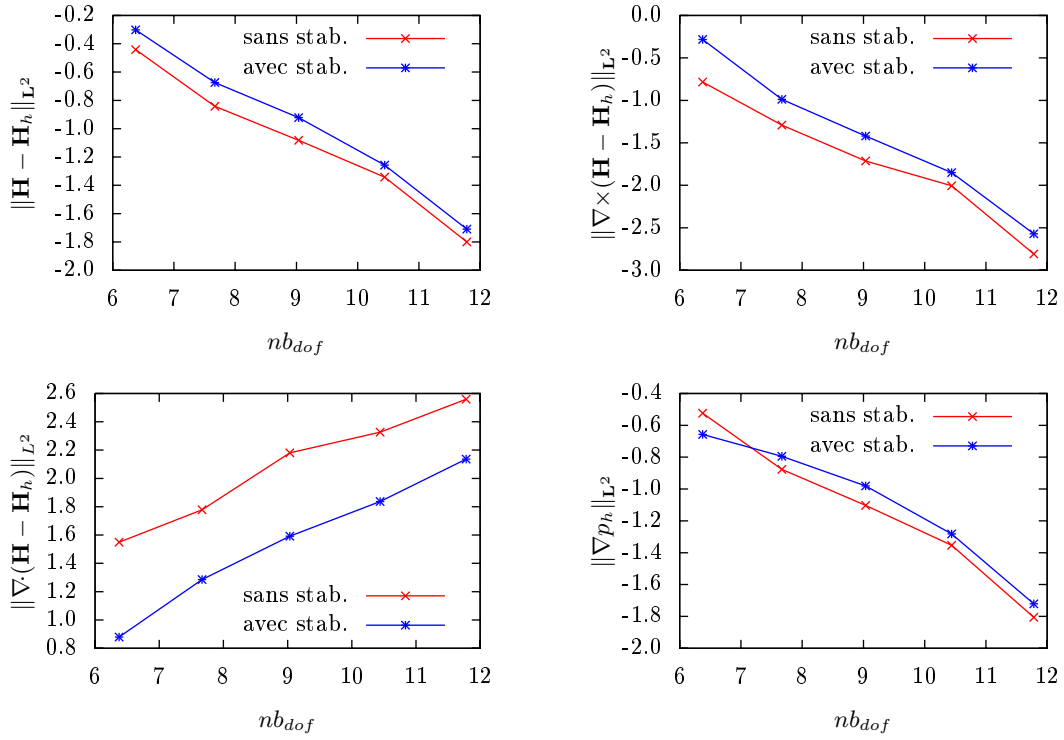 ‖𝐇 − 𝐇ₕ‖_𝐋²
-0.2
-0.4
-0.6
-0.8
-1.0
-1.2
-1.4
-1.6
-1.8
-2.0
sans stab.
avec stab.
6 7 8 9 10 11 12
nb_dof
‖∇×(𝐇 − 𝐇ₕ)‖_𝐋²
0.0
-0.5
-1.0
-1.5
-2.0
-2.5
-3.0
sans stab.
avec stab.
6 7 8 9 10 11 12
nb_dof
‖∇·(𝐇 − 𝐇ₕ)‖_L²
2.6
2.4
2.2
2.0
1.8
1.6
1.4
1.2
1.0
0.8
sans stab.
avec stab.
6 7 8 9 10 11 12
nb_dof
‖∇pₕ‖_𝐋²
-0.4
-0.6
-0.8
-1.0
-1.2
-1.4
-1.6
-1.8
-2.0
sans stab.
avec stab.
6 7 8 9 10 11 12
nb_dof